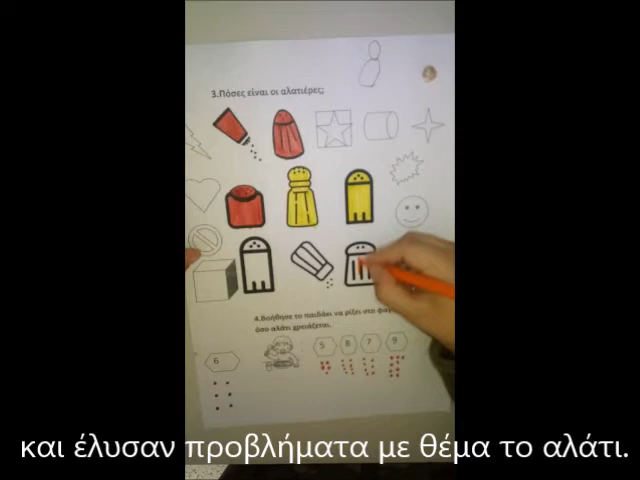 3.Πόσες είναι οι αλατιέρες;
4.Βοήθησε το παιδάκι να ρίξει στο φαγ
όσο αλάτι χρειάζεται.
5 8 7 9
6
και έλυσαν προβλήματα με θέμα το αλάτι.